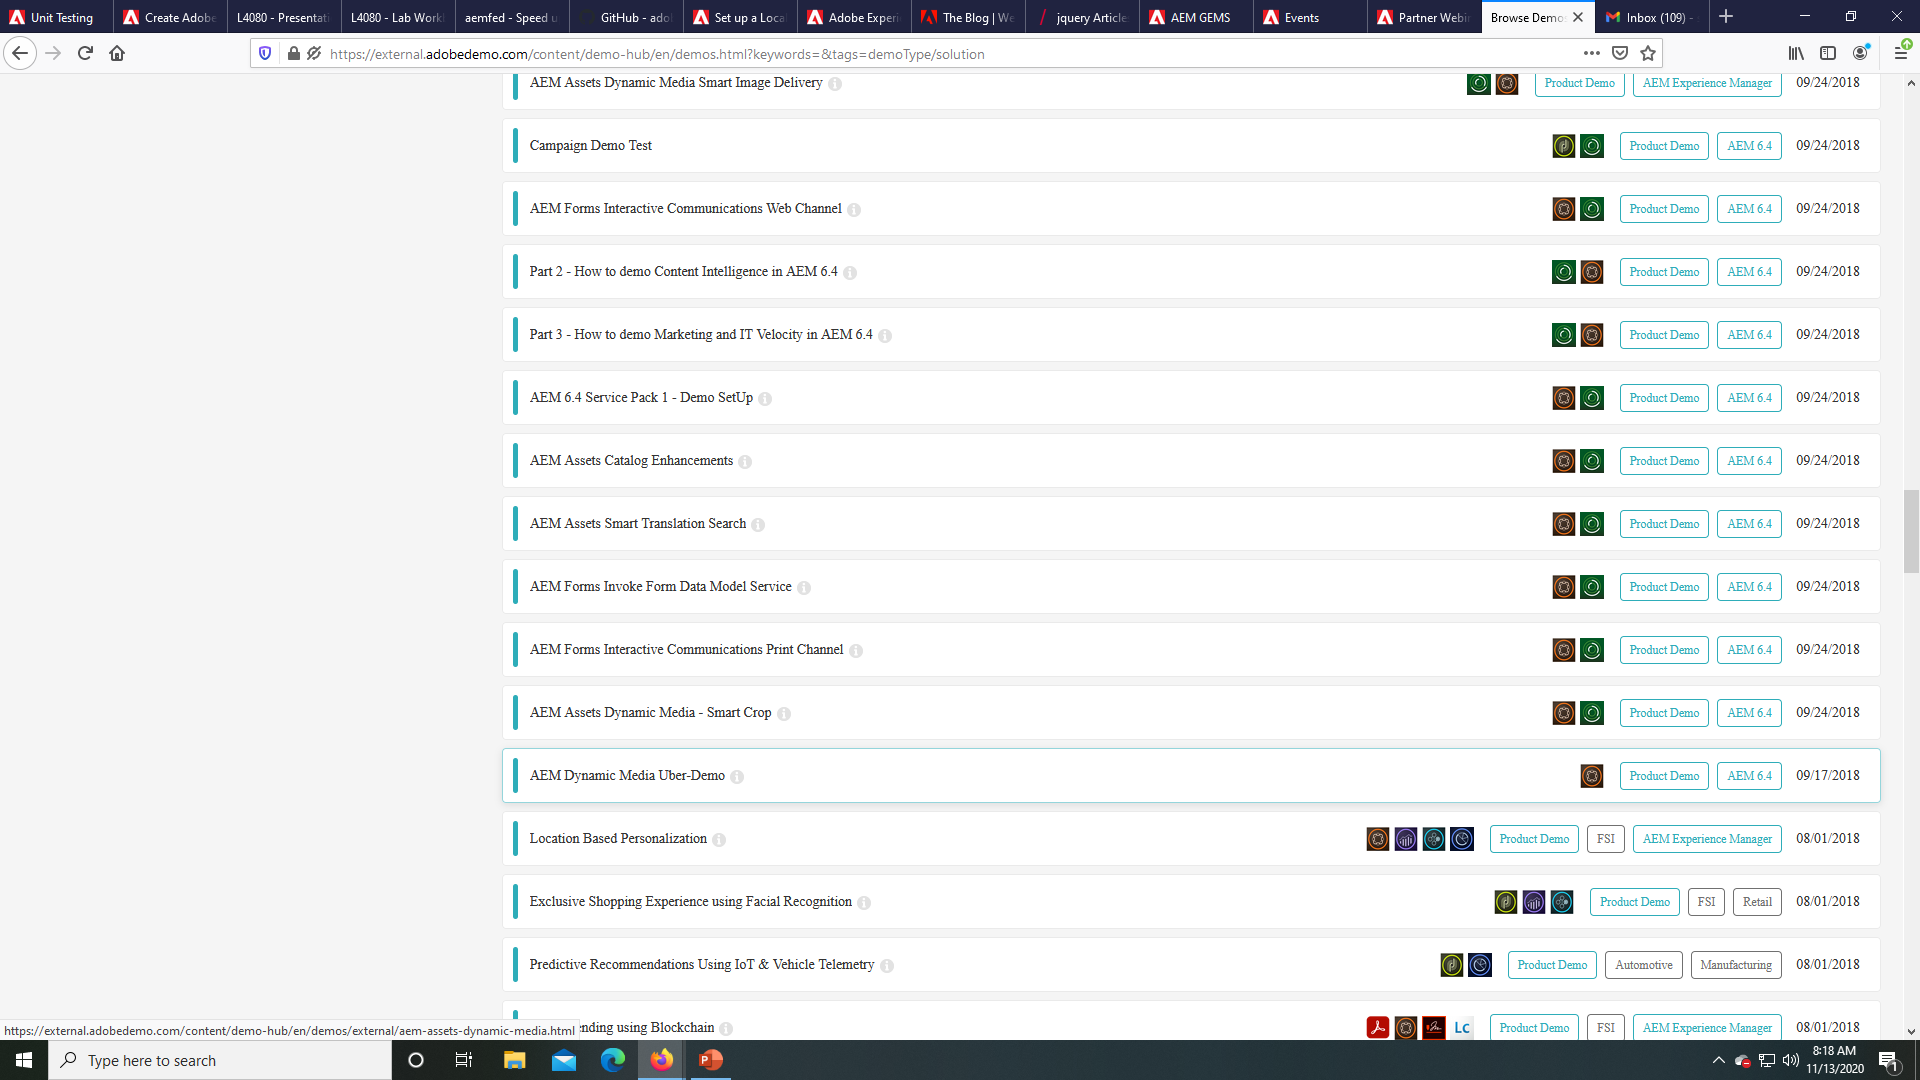 Unit Testing
Create Adobe
L4080 - Presentati
L4080 - Lab Work
aemfed - Speed u
GitHub - ado
Set up a Loca
Adobe Experi
The Blog | We
jquery Article
AEM GEMS
Events
Partner Webin
Browse Demo
Inbox (109) -
https://external.adobedemo.com/content/demo-hub/en/demos.html?keywords=&tags=demoType/solution
AEM Assets Dynamic Media Smart Image Delivery Product Demo AEM Experience Manager 09/24/2018
Campaign Demo Test Product Demo AEM 6.4 09/24/2018
AEM Forms Interactive Communications Web Channel Product Demo AEM 6.4 09/24/2018
Part 2 - How to demo Content Intelligence in AEM 6.4 Product Demo AEM 6.4 09/24/2018
Part 3 - How to demo Marketing and IT Velocity in AEM 6.4 Product Demo AEM 6.4 09/24/2018
AEM 6.4 Service Pack 1 - Demo SetUp Product Demo AEM 6.4 09/24/2018
AEM Assets Catalog Enhancements Product Demo AEM 6.4 09/24/2018
AEM Assets Smart Translation Search Product Demo AEM 6.4 09/24/2018
AEM Forms Invoke Form Data Model Service Product Demo AEM 6.4 09/24/2018
AEM Forms Interactive Communications Print Channel Product Demo AEM 6.4 09/24/2018
AEM Assets Dynamic Media - Smart Crop Product Demo AEM 6.4 09/24/2018
AEM Dynamic Media Uber-Demo Product Demo AEM 6.4 09/17/2018
Location Based Personalization Product Demo FSI AEM Experience Manager 08/01/2018
Exclusive Shopping Experience using Facial Recognition Product Demo FSI Retail 08/01/2018
Predictive Recommendations Using IoT & Vehicle Telemetry Product Demo Automotive Manufacturing 08/01/2018
ending using Blockchain Lc Product Demo FSI AEM Experience Manager 08/01/2018
https://external.adobedemo.com/content/demo-hub/en/demos/external/aem-assets-dynamic-media.html
Type here to search
8:18 AM
11/13/2020
1